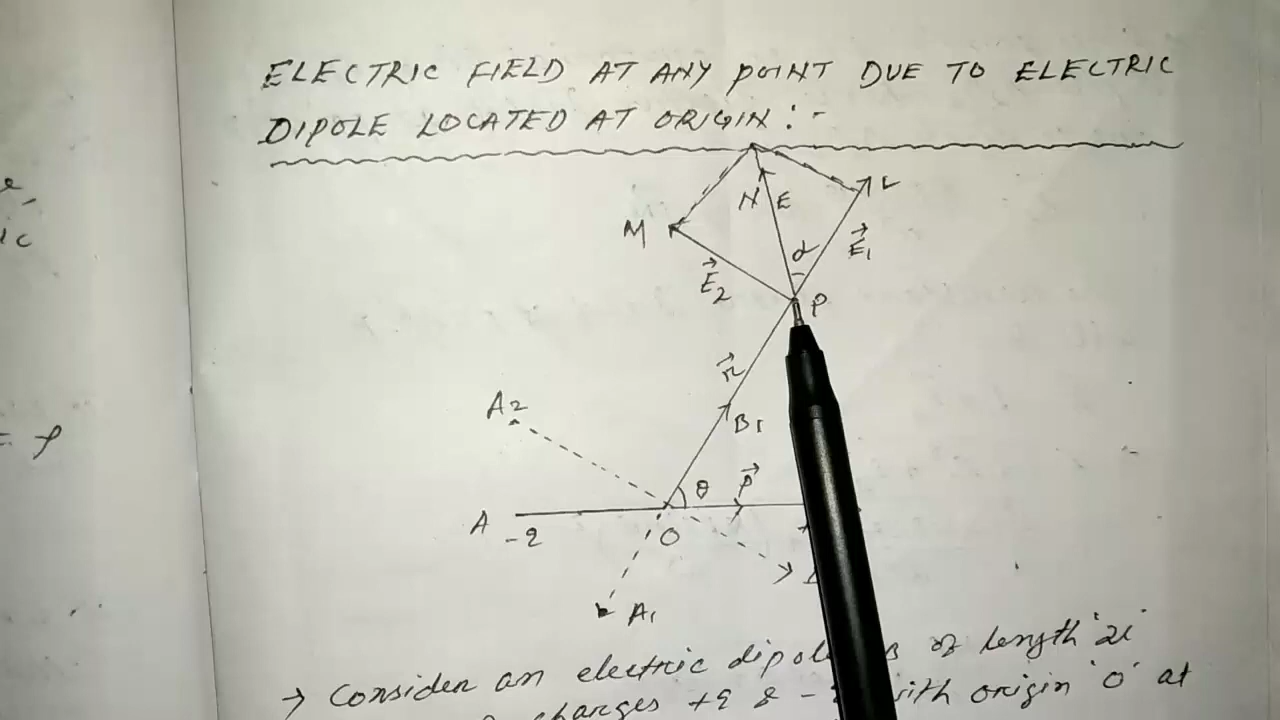 ELECTRIC FIELD AT ANY POINT DUE TO ELECTRIC
DIPOLE LOCATED AT ORIGIN :-
N E L
M α E⃗1
E⃗2
P
r⃗
A2
B1
θ P⃗
A
-q O
A1
→ Consider an electric dipole of length '2l'
charges +q & - with origin 'O' at
= P